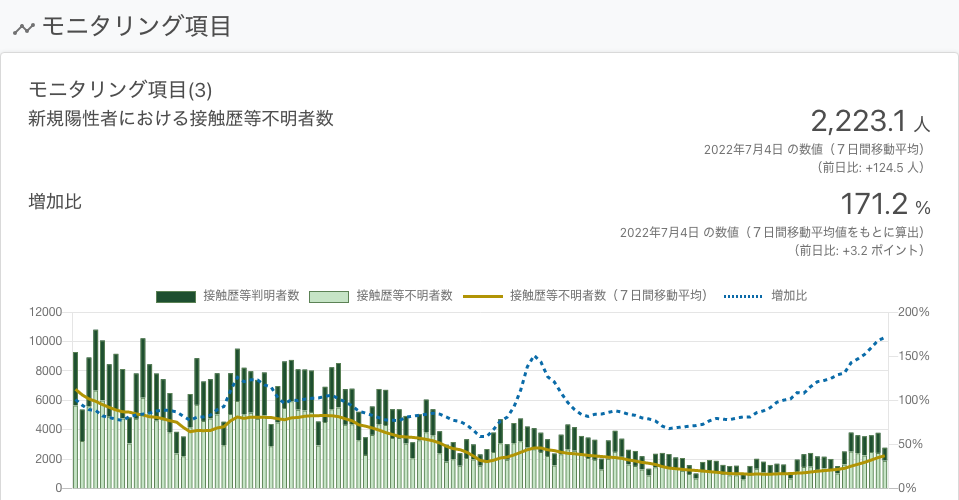 モニタリング項目
モニタリング項目(3)
新規陽性者における接触歴等不明者数
2,223.1 人
2022年7月4日 の数値（７日間移動平均）
（前日比: +124.5 人）
増加比
171.2 %
2022年7月4日 の数値（７日間移動平均値をもとに算出）
（前日比: +3.2 ポイント）
接触歴等判明者数 接触歴等不明者数 接触歴等不明者数（７日間移動平均） 増加比
12000 200%
10000
8000 150%
6000 100%
4000
2000 50%
0 0%